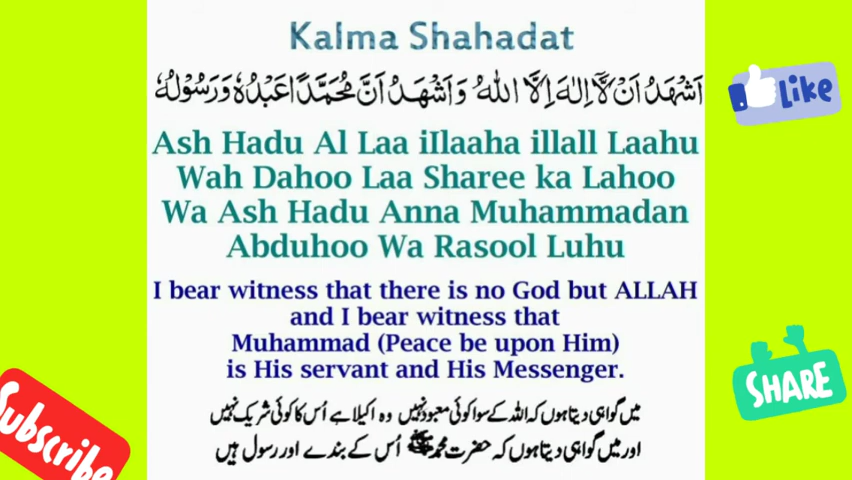 Kalma Shahadat
اَشْهَدُ اَنْ لَّآ اِلٰهَ اِلَّا اللهُ وَ اَشْهَدُ اَنَّ مُحَمَّدًا عَبْدُهٗ وَ رَسُوْلُهٗ
Like
Ash Hadu Al Laa iIlaaha illall Laahu
Wah Dahoo Laa Sharee ka Lahoo
Wa Ash Hadu Anna Muhammadan
Abduhoo Wa Rasool Luhu
I bear witness that there is no God but ALLAH
and I bear witness that
Muhammad (Peace be upon Him)
is His servant and His Messenger.
SHARE
Subscribe
میں گواہی دیتا ہوں کہ اللہ کے سوا کوئی معبود نہیں وہ اکیلا ہے اُس کا کوئی شریک نہیں
اور میں گواہی دیتا ہوں کہ حضرت محمد ﷺ اُس کے بندے اور رسول ہیں